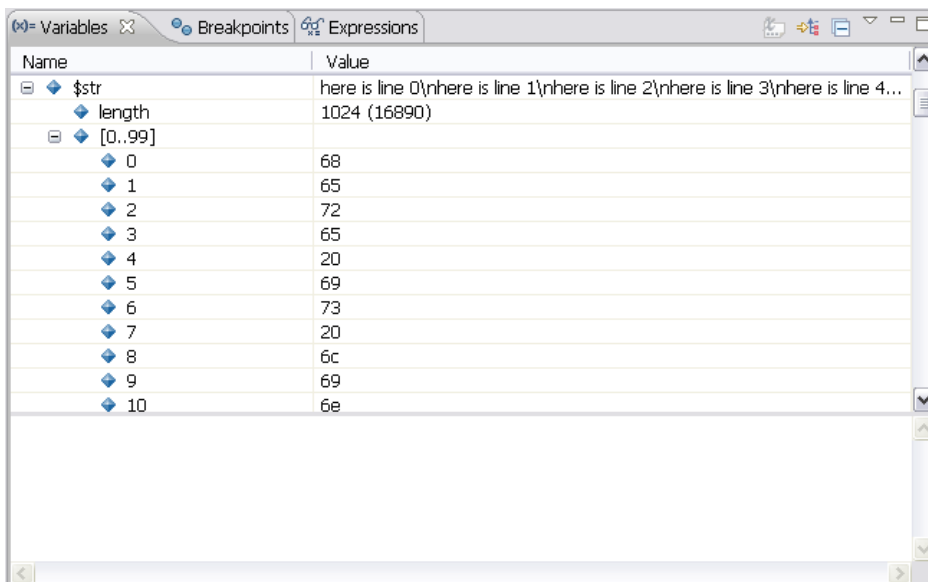 (x)= Variables Breakpoints Expressions
Name Value
$str here is line 0\nhere is line 1\nhere is line 2\nhere is line 3\nhere is line 4...
length 1024 (16890)
[0..99]
0 68
1 65
2 72
3 65
4 20
5 69
6 73
7 20
8 6c
9 69
10 6e